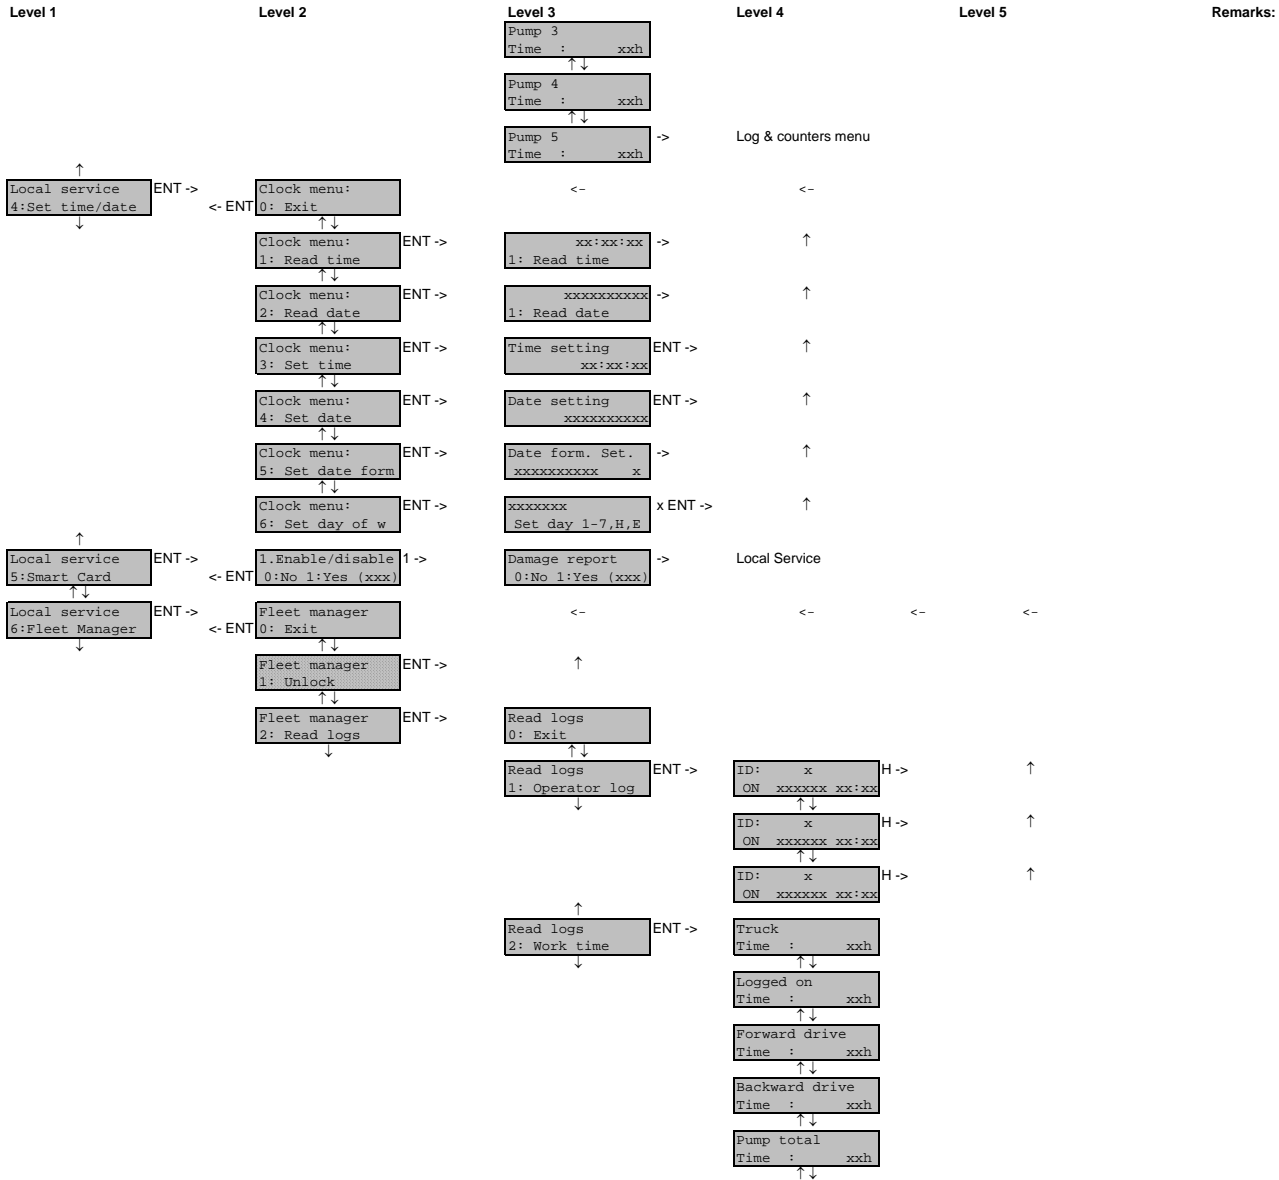 Level 1 Level 2 Level 3 Level 4 Level 5 Remarks:
Pump 3
Time : xxh
↑↓
Pump 4
Time : xxh
↑↓
Pump 5 -> Log & counters menu
Time : xxh
↑
Local service ENT -> Clock menu: <- <-
4:Set time/date <- ENT 0: Exit
↓ ↑↓
Clock menu: ENT -> xx:xx:xx -> ↑
1: Read time 1: Read time
↑↓
Clock menu: ENT -> xxxxxxxxxx -> ↑
2: Read date 1: Read date
↑↓
Clock menu: ENT -> Time setting ENT -> ↑
3: Set time xx:xx:xx
↑↓
Clock menu: ENT -> Date setting ENT -> ↑
4: Set date xxxxxxxxxx
↑↓
Clock menu: ENT -> Date form. Set. -> ↑
5: Set date form xxxxxxxxxx x
↑↓
Clock menu: ENT -> xxxxxxx x ENT -> ↑
6: Set day of w Set day 1-7,H,E
↑
Local service ENT -> 1.Enable/disable 1 -> Damage report -> Local Service
5:Smart Card <- ENT 0:No 1:Yes (xxx) 0:No 1:Yes (xxx)
↑↓
Local service ENT -> Fleet manager <- <- <- <-
6:Fleet Manager <- ENT 0: Exit
↓ ↑↓
Fleet manager ENT -> ↑
1: Unlock
↑↓
Fleet manager ENT -> Read logs
2: Read logs 0: Exit
↓ ↑↓
Read logs ENT -> ID: x H -> ↑
1: Operator log ON xxxxxx xx:xx
↓ ↑↓
ID: x H -> ↑
ON xxxxxx xx:xx
↑↓
ID: x H -> ↑
ON xxxxxx xx:xx
↑
Read logs ENT -> Truck
2: Work time Time : xxh
↓ ↑↓
Logged on
Time : xxh
↑↓
Forward drive
Time : xxh
↑↓
Backward drive
Time : xxh
↑↓
Pump total
Time : xxh
↑↓